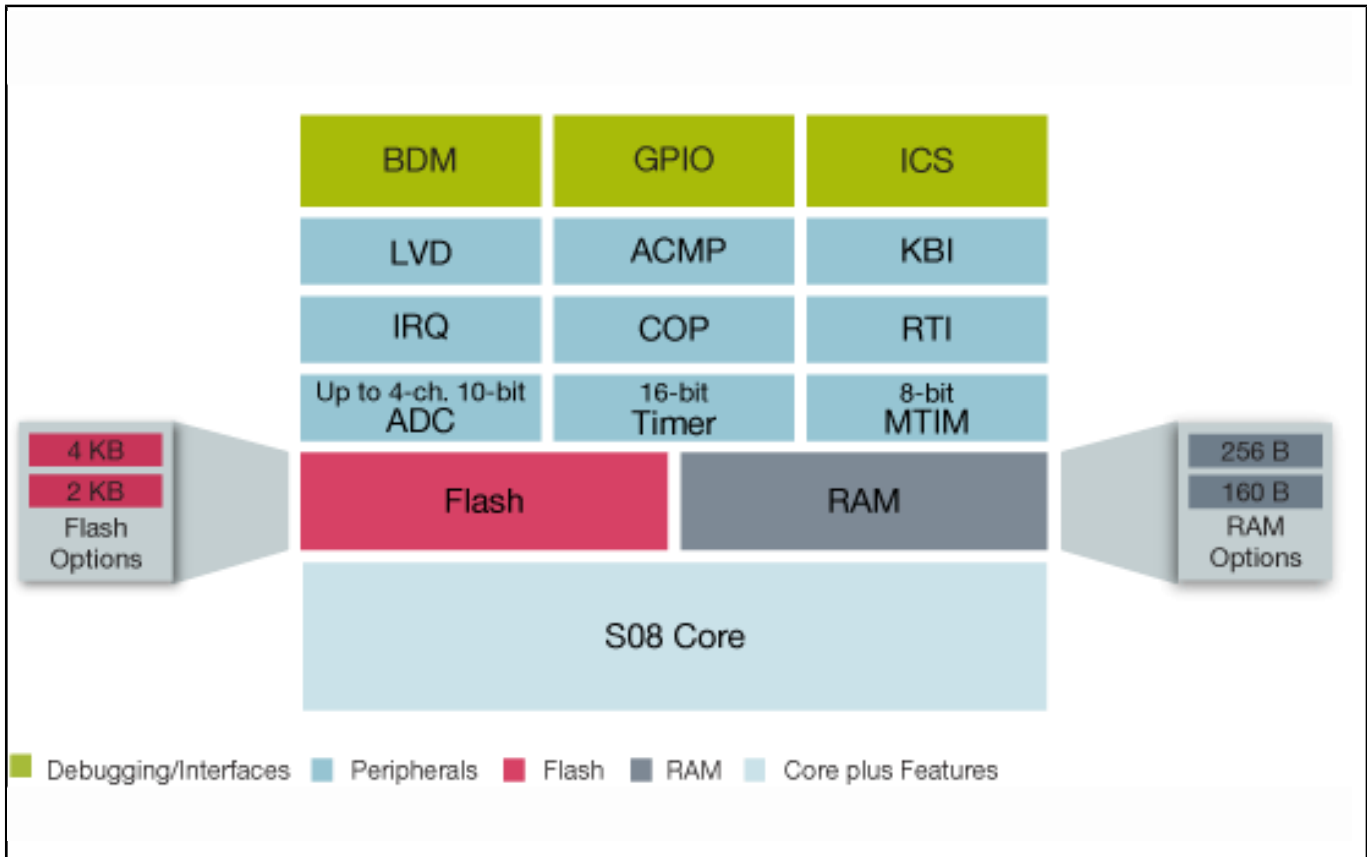 BDM
GPIO
ICS
LVD
ACMP
KBI
IRQ
COP
RTI
Up to 4-ch. 10-bit
ADC
16-bit
Timer
8-bit
MTIM
4 KB
2 KB
Flash
Options
Flash
RAM
256 B
160 B
RAM
Options
S08 Core
Debugging/Interfaces
Peripherals
Flash
RAM
Core plus Features